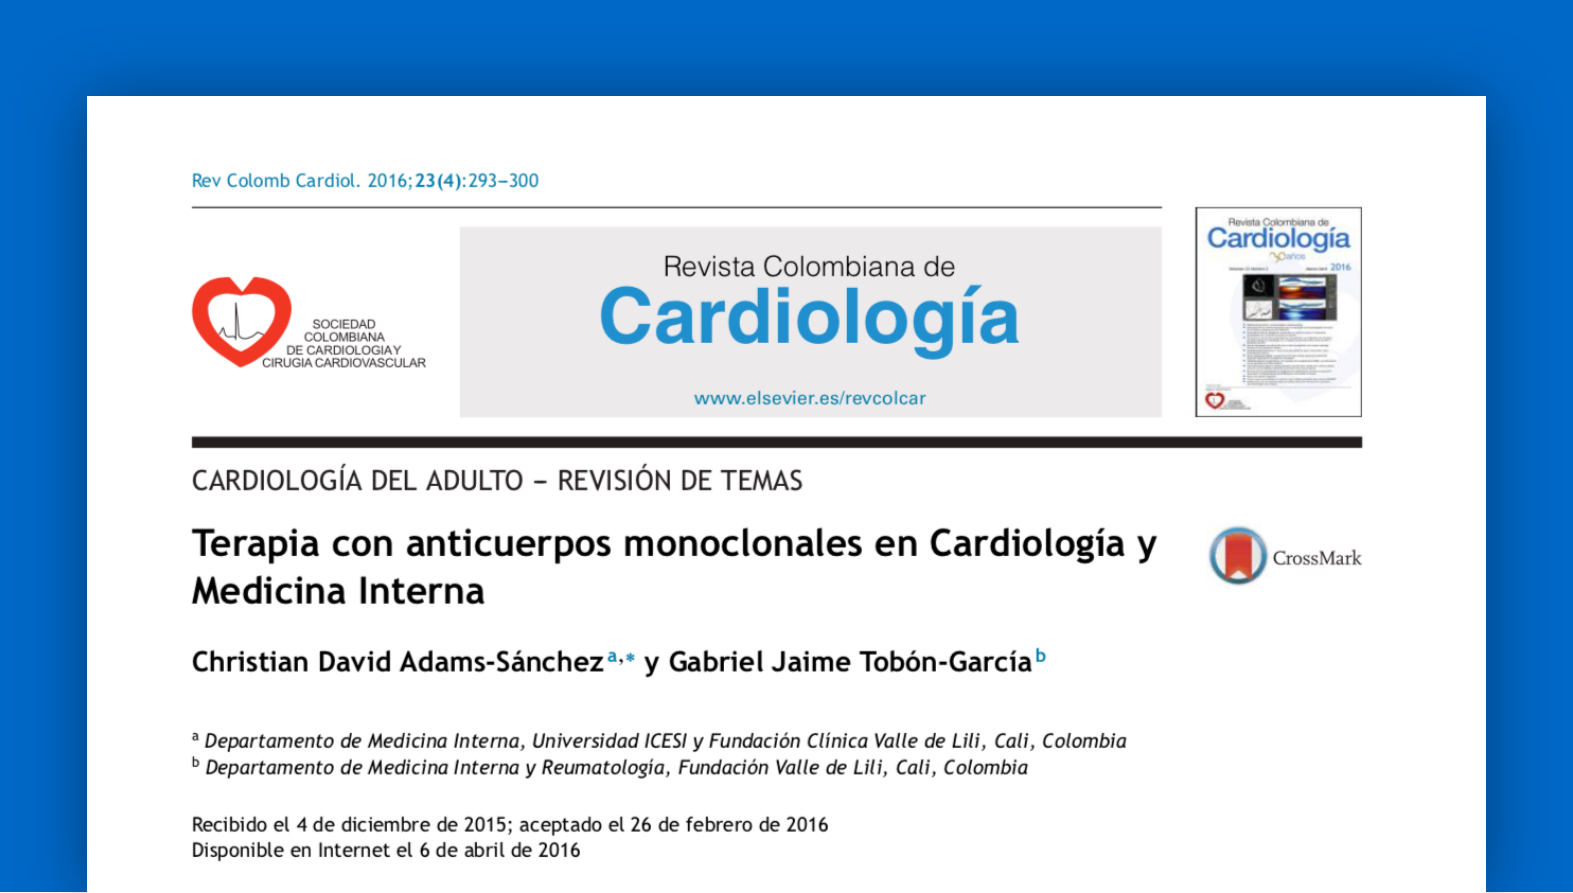 Rev Colomb Cardiol. 2016;23(4):293–300
SOCIEDAD
COLOMBIANA
DE CARDIOLOGIA Y
CIRUGIA CARDIOVASCULAR
Revista Colombiana de
Cardiología
www.elsevier.es/revcolcar
Revista Colombiana de
Cardiología
30 años
2016
CARDIOLOGÍA DEL ADULTO – REVISIÓN DE TEMAS
Terapia con anticuerpos monoclonales en Cardiología y
Medicina Interna
CrossMark
Christian David Adams-Sánchez a,* y Gabriel Jaime Tobón-García b
a Departamento de Medicina Interna, Universidad ICESI y Fundación Clínica Valle de Lili, Cali, Colombia
b Departamento de Medicina Interna y Reumatología, Fundación Valle de Lili, Cali, Colombia
Recibido el 4 de diciembre de 2015; aceptado el 26 de febrero de 2016
Disponible en Internet el 6 de abril de 2016